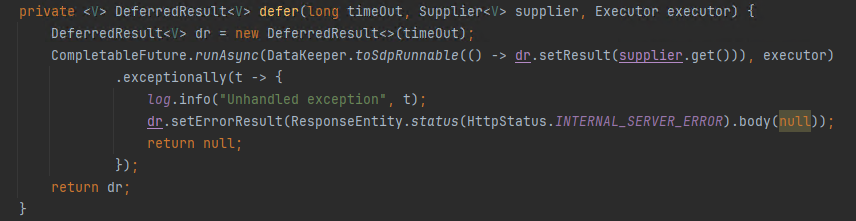 private <V> DeferredResult<V> defer(long timeOut, Supplier<V> supplier, Executor executor) {
    DeferredResult<V> dr = new DeferredResult<>(timeOut);
    CompletableFuture.runAsync(DataKeeper.toSdpRunnable(() -> dr.setResult(supplier.get())), executor)
            .exceptionally(t -> {
                log.info("Unhandled exception", t);
                dr.setErrorResult(ResponseEntity.status(HttpStatus.INTERNAL_SERVER_ERROR).body(null));
                return null;
            });
    return dr;
}